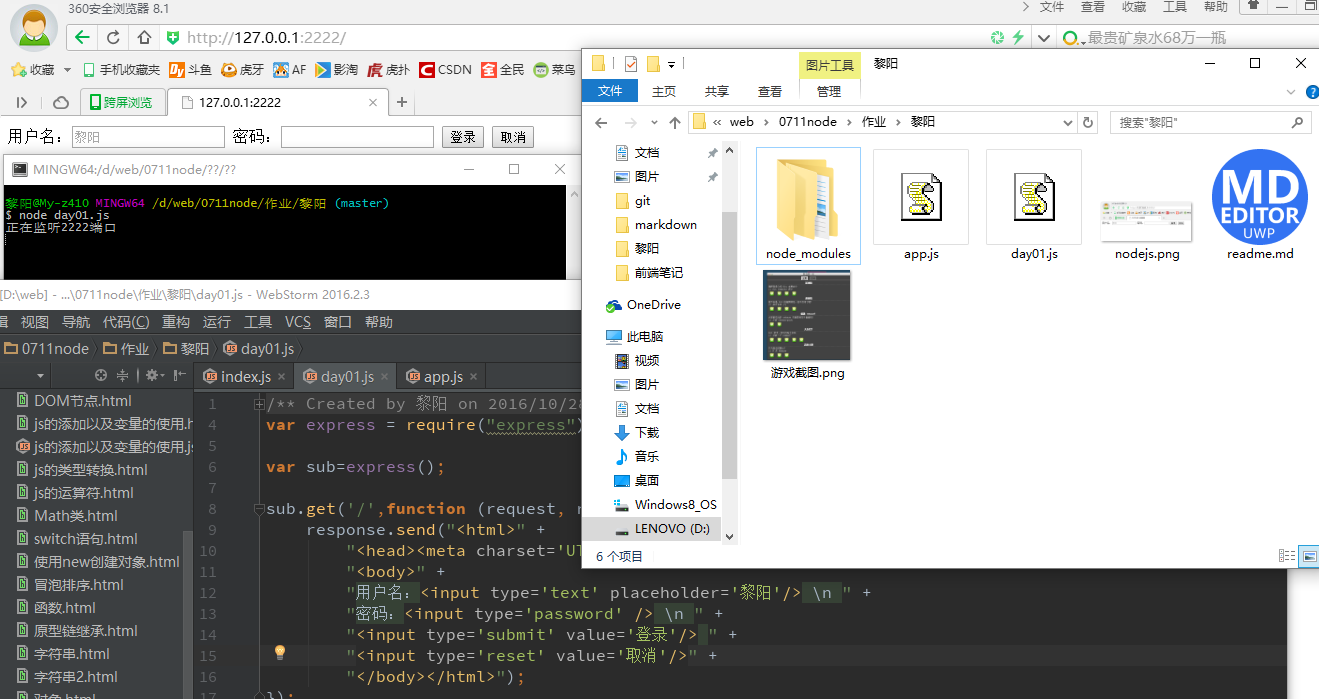 360安全浏览器 8.1
文件 查看 收藏 工具 帮助
http://127.0.0.1:2222/
最贵矿泉水68万一瓶
收藏 手机收藏夹 斗鱼 虎牙 AF 影淘 虎扑 CSDN 全民 菜鸟
跨屏浏览 127.0.0.1:2222
用户名： 黎阳 密码： 登录 取消
MINGW64:/d/web/0711node/??/??
黎阳@My-z410 MINGW64 /d/web/0711node/作业/黎阳 (master)
$ node day01.js
正在监听2222端口
图片工具 黎阳
文件 主页 共享 查看 管理
« web › 0711node › 作业 › 黎阳
搜索"黎阳"
文档
图片
git
markdown
黎阳
前端笔记
OneDrive
此电脑
视频
图片
文档
下载
音乐
桌面
Windows8_OS
LENOVO (D:)
MD
EDITOR
UWP
node_modules app.js day01.js nodejs.png readme.md
游戏截图.png
6 个项目
[D:\web] - ...\0711node\作业\黎阳\day01.js - WebStorm 2016.2.3
视图 导航 代码(C) 重构 运行 工具 VCS 窗口 帮助
0711node 作业 黎阳 day01.js
index.js day01.js app.js
DOM节点.html
js的添加以及变量的使用.h
js的添加以及变量的使用.js
js的类型转换.html
js的运算符.html
Math类.html
switch语句.html
使用new创建对象.html
冒泡排序.html
函数.html
原型链继承.html
字符串.html
字符串2.html
对象.html
1 /** Created by 黎阳 on 2016/10/28
4 var express = require("express")
5
6 var sub=express();
7
8 sub.get('/',function (request, r
9 response.send("<html>" +
10 "<head><meta charset='UT
11 "<body>" +
12 "用户名：<input type='text' placeholder='黎阳'/> \n " +
13 "密码：<input type='password' /> \n " +
14 "<input type='submit' value='登录'/> " +
15 "<input type='reset' value='取消'/>" +
16 "</body></html>");
17 });